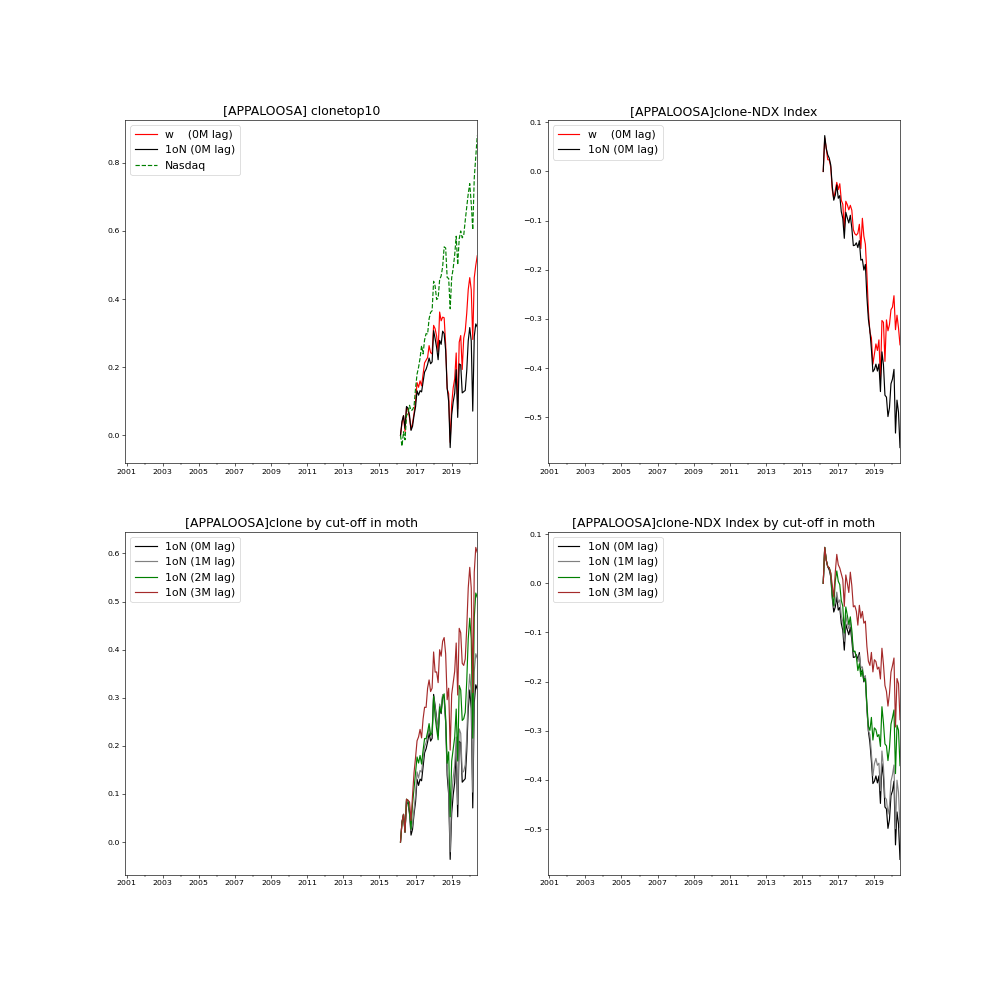 [APPALOOSA] clonetop10
w (0M lag)
1oN (0M lag)
Nasdaq
0.8
0.6
0.4
0.2
0.0
2001 2003 2005 2007 2009 2011 2013 2015 2017 2019
[APPALOOSA]clone-NDX Index
w (0M lag)
1oN (0M lag)
0.1
0.0
−0.1
−0.2
−0.3
−0.4
−0.5
2001 2003 2005 2007 2009 2011 2013 2015 2017 2019
[APPALOOSA]clone by cut-off in moth
1oN (0M lag)
1oN (1M lag)
1oN (2M lag)
1oN (3M lag)
0.6
0.5
0.4
0.3
0.2
0.1
0.0
2001 2003 2005 2007 2009 2011 2013 2015 2017 2019
[APPALOOSA]clone-NDX Index by cut-off in moth
1oN (0M lag)
1oN (1M lag)
1oN (2M lag)
1oN (3M lag)
0.1
0.0
−0.1
−0.2
−0.3
−0.4
−0.5
2001 2003 2005 2007 2009 2011 2013 2015 2017 2019